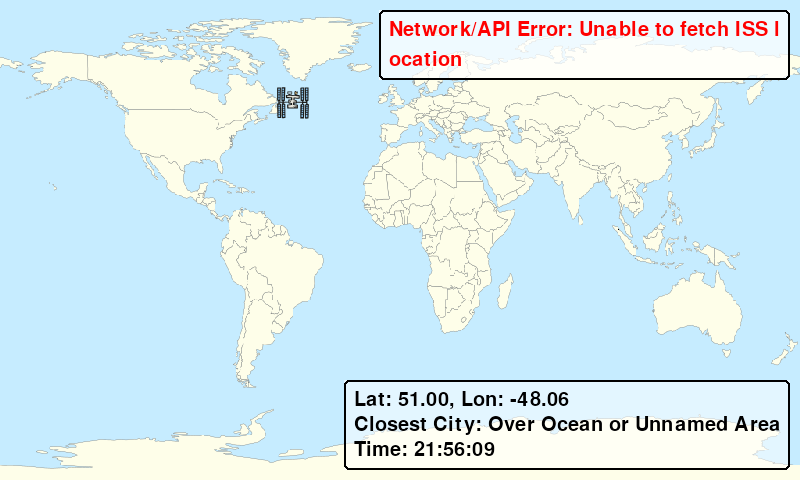 Network/API Error: Unable to fetch ISS l
ocation
Lat: 51.00, Lon: -48.06
Closest City: Over Ocean or Unnamed Area
Time: 21:56:09